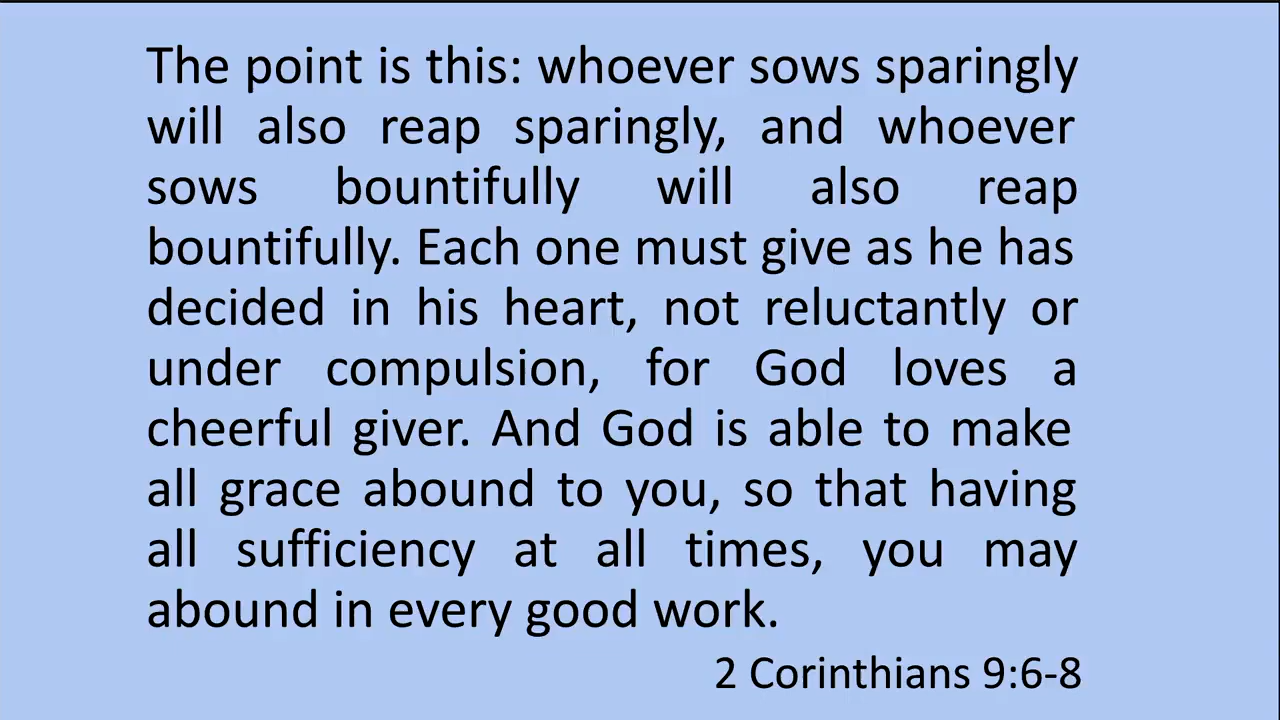 The point is this: whoever sows sparingly
will also reap sparingly, and whoever
sows bountifully will also reap
bountifully. Each one must give as he has
decided in his heart, not reluctantly or
under compulsion, for God loves a
cheerful giver. And God is able to make
all grace abound to you, so that having
all sufficiency at all times, you may
abound in every good work.
2 Corinthians 9:6-8